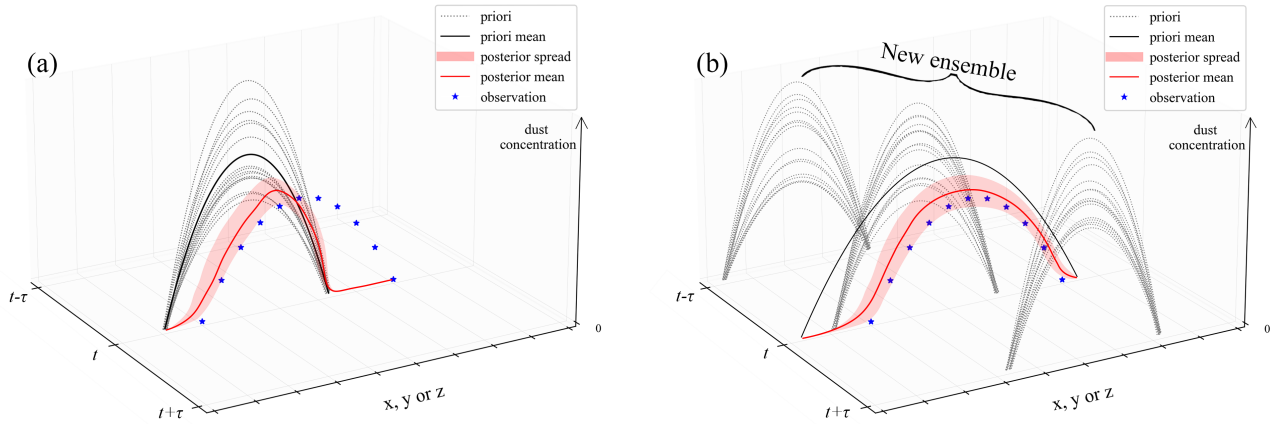 (a)
priori
priori mean
posterior spread
posterior mean
observation
dust
concentration
0
t-τ
t
t+τ
x, y or z
(b)
New ensemble
priori
priori mean
posterior spread
posterior mean
observation
dust
concentration
0
t-τ
t
t+τ
x, y or z